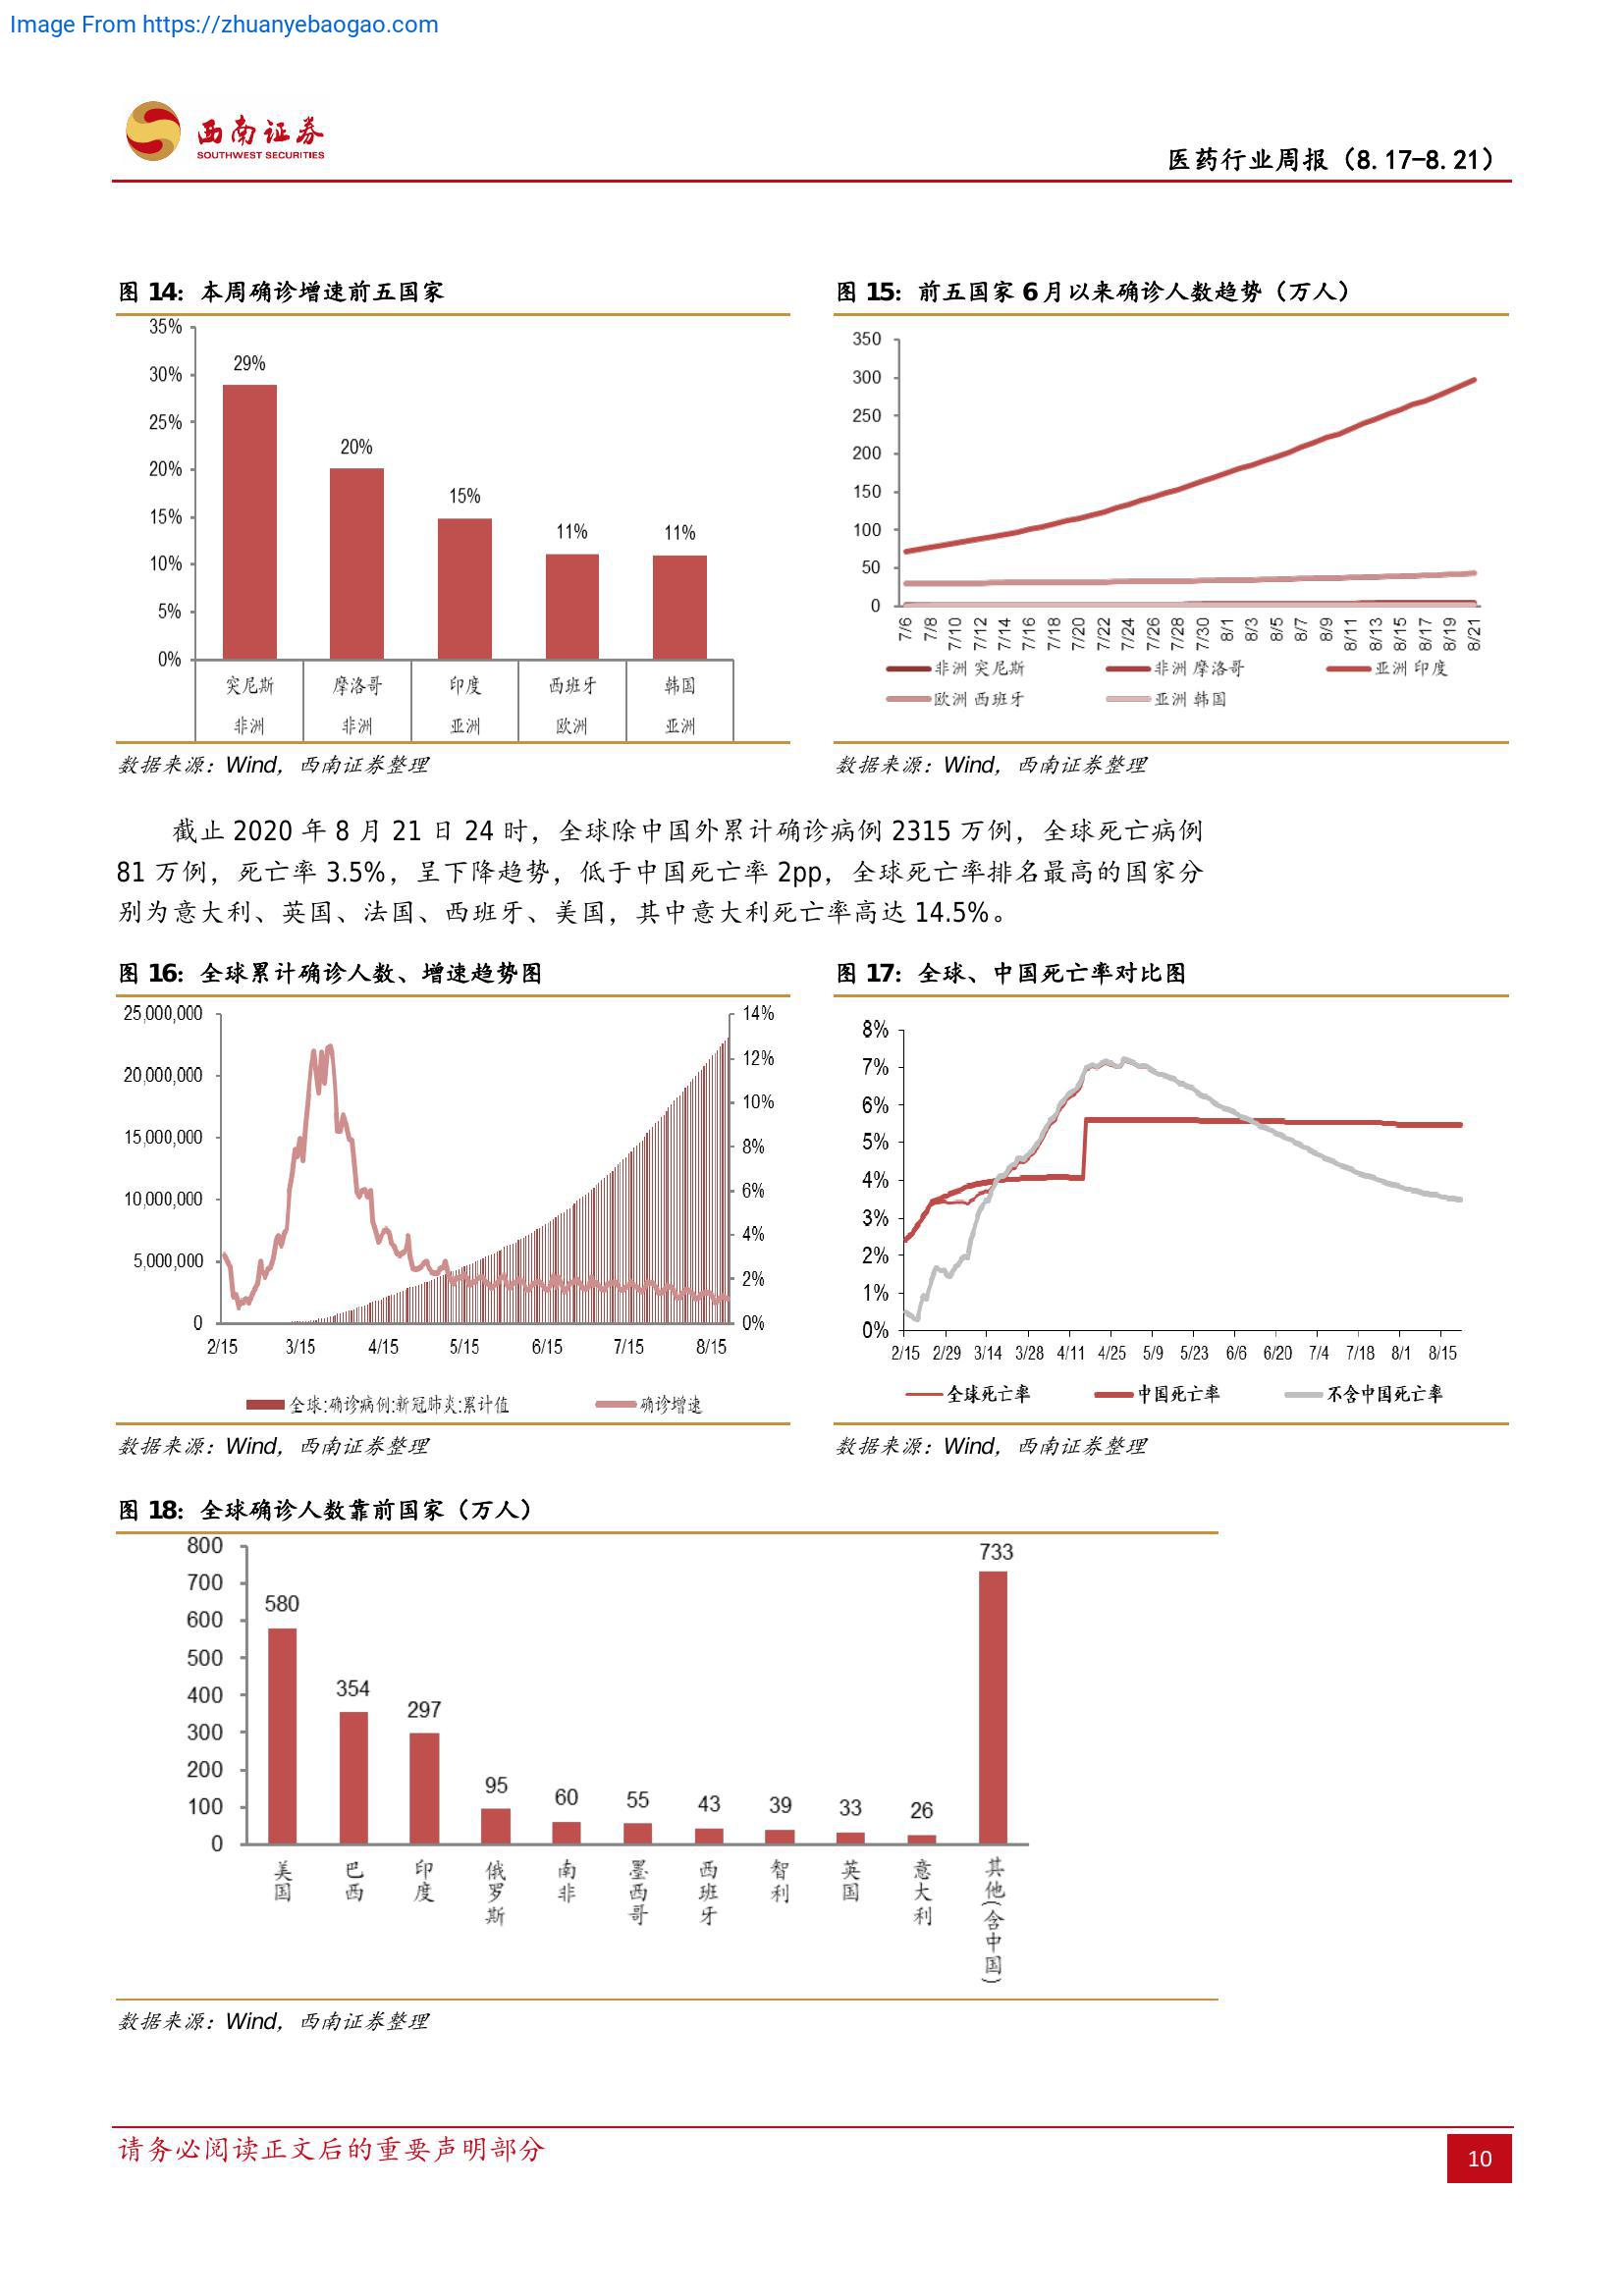 Image From https://zhuanyebaogao.com
西南证券
SOUTHWEST SECURITIES
医药行业周报（8.17-8.21）
图 14：本周确诊增速前五国家
35%
30%
25%
20%
15%
10%
5%
0%
29%
20%
15%
11%
11%
突尼斯 摩洛哥 印度 西班牙 韩国
非洲 非洲 亚洲 欧洲 亚洲
数据来源：Wind，西南证券整理
图 15：前五国家 6 月以来确诊人数趋势（万人）
350
300
250
200
150
100
50
0
7/6 7/8 7/10 7/12 7/14 7/16 7/18 7/20 7/22 7/24 7/26 7/28 7/30 8/1 8/3 8/5 8/7 8/9 8/11 8/13 8/15 8/17 8/19 8/21
非洲 突尼斯 非洲 摩洛哥 亚洲 印度
欧洲 西班牙 亚洲 韩国
数据来源：Wind，西南证券整理
截止 2020 年 8 月 21 日 24 时，全球除中国外累计确诊病例 2315 万例，全球死亡病例
81 万例，死亡率 3.5%，呈下降趋势，低于中国死亡率 2pp，全球死亡率排名最高的国家分
别为意大利、英国、法国、西班牙、美国，其中意大利死亡率高达 14.5%。
图 16：全球累计确诊人数、增速趋势图
25,000,000
20,000,000
15,000,000
10,000,000
5,000,000
0
14%
12%
10%
8%
6%
4%
2%
0%
2/15 3/15 4/15 5/15 6/15 7/15 8/15
全球:确诊病例:新冠肺炎:累计值 确诊增速
数据来源：Wind，西南证券整理
图 17：全球、中国死亡率对比图
8%
7%
6%
5%
4%
3%
2%
1%
0%
2/15 2/29 3/14 3/28 4/11 4/25 5/9 5/23 6/6 6/20 7/4 7/18 8/1 8/15
全球死亡率 中国死亡率 不含中国死亡率
数据来源：Wind，西南证券整理
图 18：全球确诊人数靠前国家（万人）
800
700
600
500
400
300
200
100
0
580
354
297
95
60
55
43
39
33
26
733
美国 巴西 印度 俄罗斯 南非 墨西哥 西班牙 智利 英国 意大利 其他(含中国)
数据来源：Wind，西南证券整理
请务必阅读正文后的重要声明部分
10